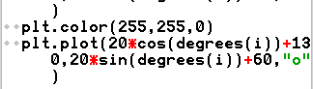 )
plt.color(255,255,0)
plt.plot(20*cos(degrees(i))+13
0,20*sin(degrees(i))+60,"o"
)